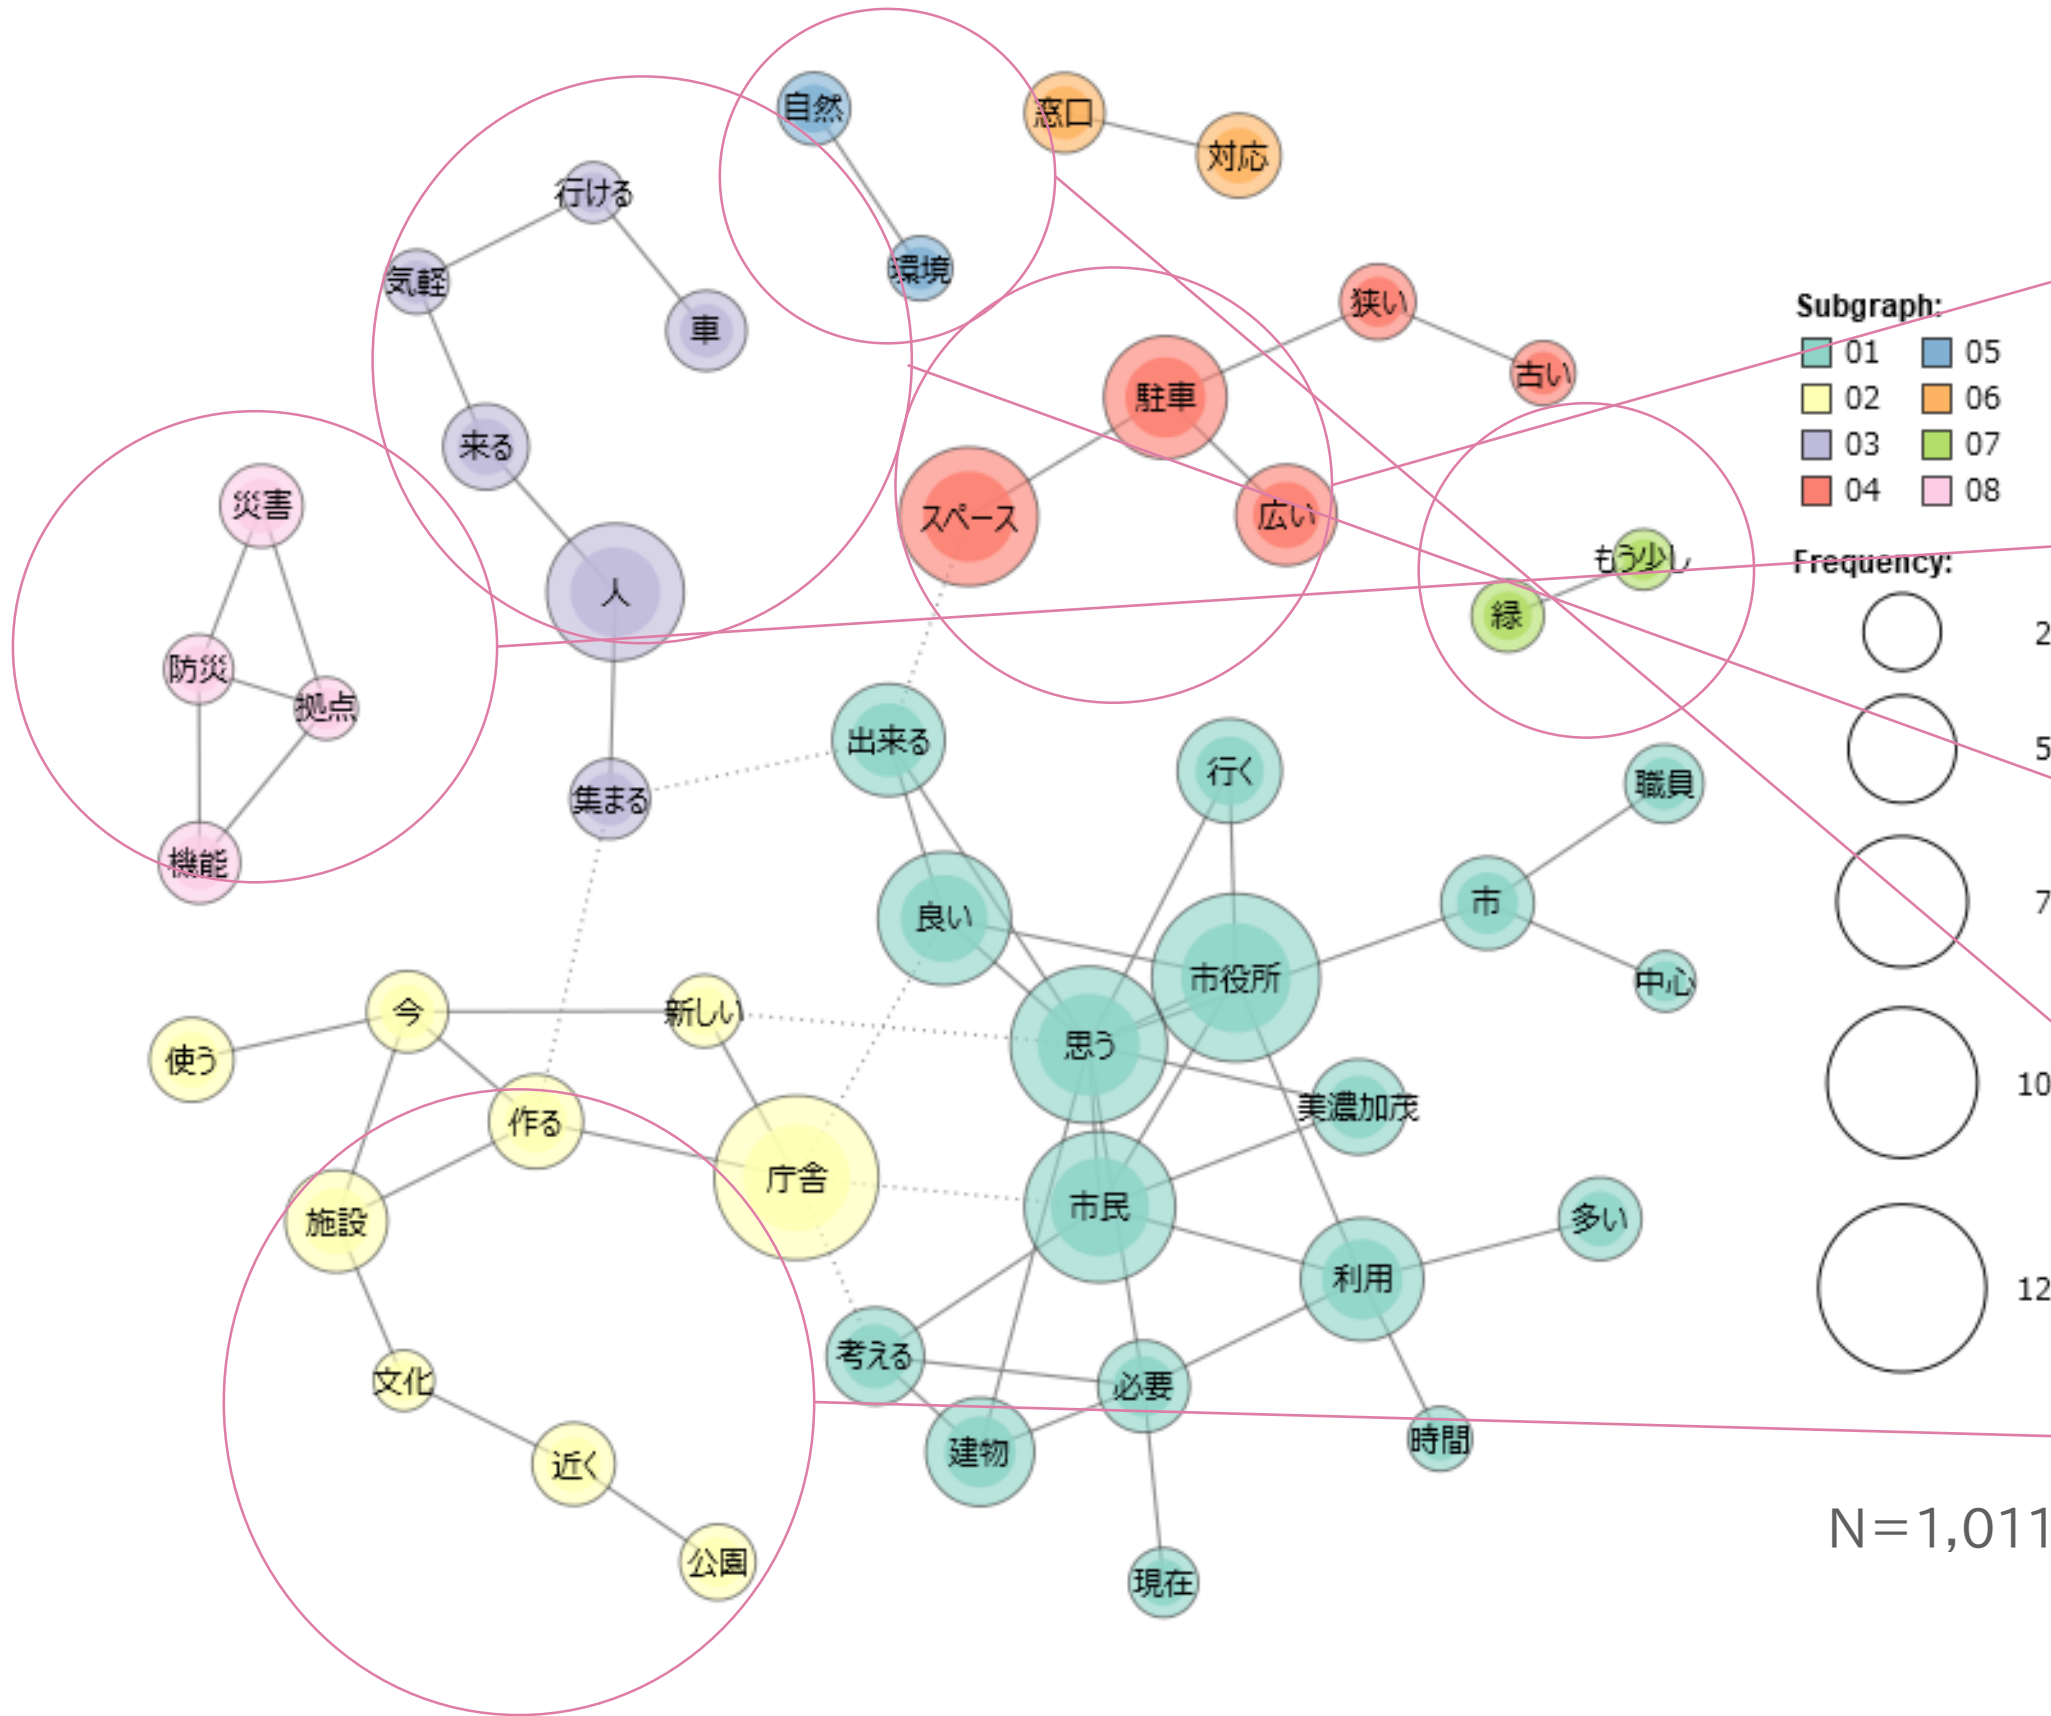 自然
窓口
対応
行ける
気軽
環境
車
狭い
古い
駐車
来る
スペース
広い
災害
人
もう少し
緑
防災
拠点
集まる
機能
出来る
行く
職員
良い
市
市役所
中心
今
新しい
思う
使う
作る
美濃加茂
庁舎
市民
施設
多い
利用
考える
文化
必要
建物
時間
近く
公園
現在
Subgraph:
01 05
02 06
03 07
04 08
Frequency:
2
5
7
10
12
N=1,011